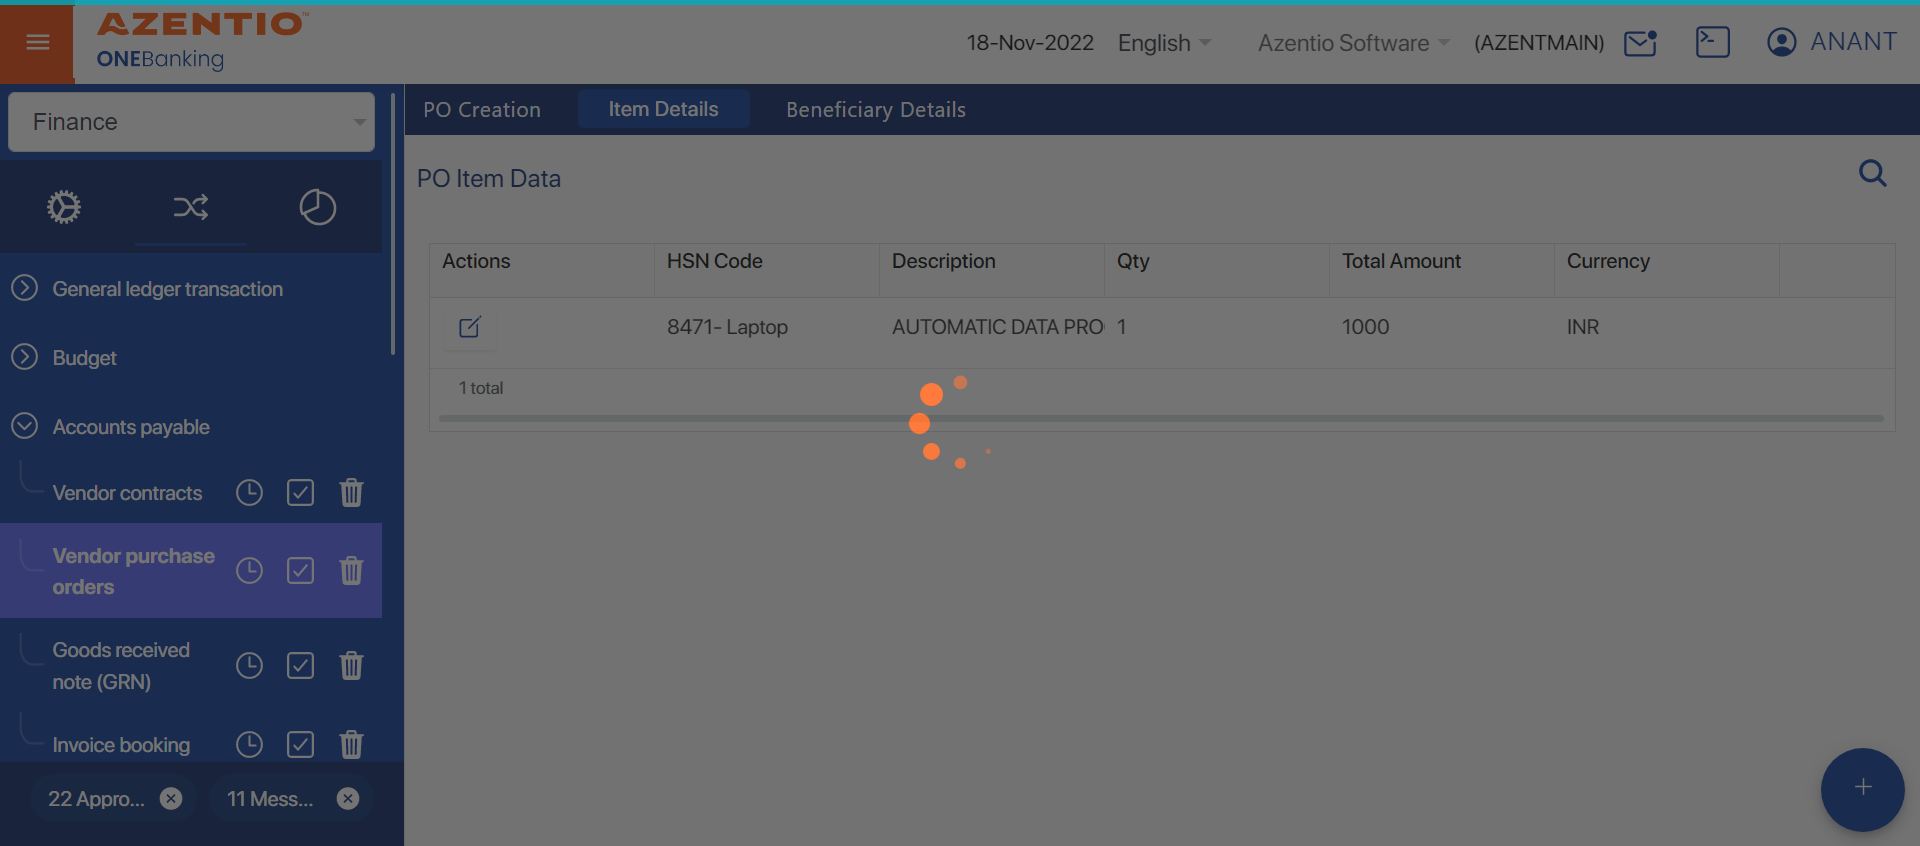 AZENTIO™
ONEBanking
18-Nov-2022 English Azentio Software (AZENTMAIN) ANANT
Finance
PO Creation Item Details Beneficiary Details
PO Item Data
General ledger transaction
Budget
Accounts payable
Vendor contracts
Vendor purchase
orders
Goods received
note (GRN)
Invoice booking
22 Appro... 11 Mess...
Actions HSN Code Description Qty Total Amount Currency
8471- Laptop AUTOMATIC DATA PRO 1 1000 INR
1 total